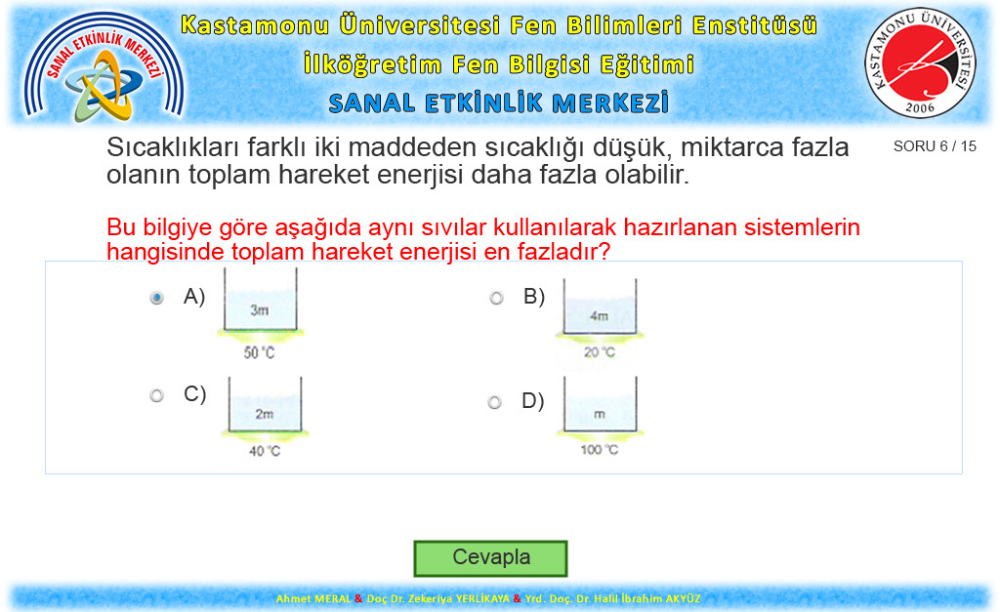 Kastamonu Üniversitesi Fen Bilimleri Enstitüsü
İlköğretim Fen Bilgisi Eğitimi
SANAL ETKİNLİK MERKEZİ
SANAL ETKİNLİK MERKEZİ
KASTAMONU ÜNİVERSİTESİ
2006
Sıcaklıkları farklı iki maddeden sıcaklığı düşük, miktarca fazla
olanın toplam hareket enerjisi daha fazla olabilir.
SORU 6 / 15
Bu bilgiye göre aşağıda aynı sıvılar kullanılarak hazırlanan sistemlerin
hangisinde toplam hareket enerjisi en fazladır?
A)
3m
50 °C
B)
4m
20 °C
C)
2m
40 °C
D)
m
100 °C
Cevapla
Ahmet MERAL & Doç Dr. Zekeriya YERLİKAYA & Yrd. Doç. Dr. Halil İbrahim AKYÜZ